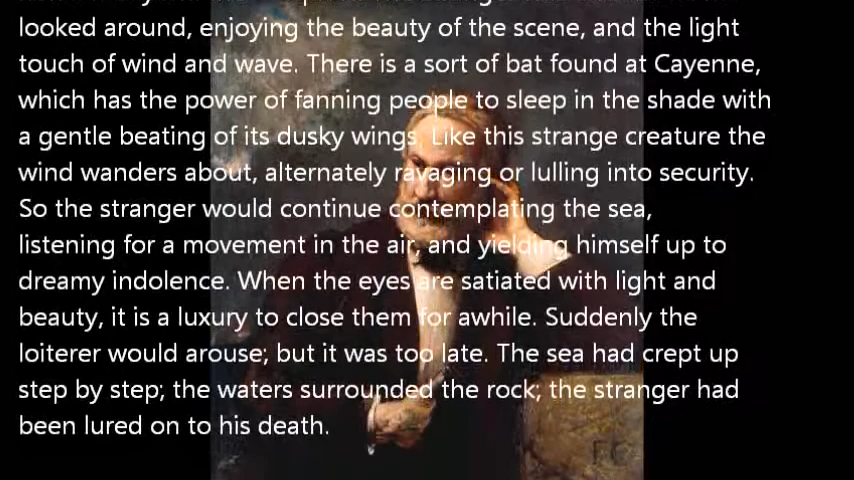 looked around, enjoying the beauty of the scene, and the light
touch of wind and wave. There is a sort of bat found at Cayenne,
which has the power of fanning people to sleep in the shade with
a gentle beating of its dusky wings. Like this strange creature the
wind wanders about, alternately ravaging or lulling into security.
So the stranger would continue contemplating the sea,
listening for a movement in the air, and yielding himself up to
dreamy indolence. When the eyes are satiated with light and
beauty, it is a luxury to close them for awhile. Suddenly the
loiterer would arouse; but it was too late. The sea had crept up
step by step; the waters surrounded the rock; the stranger had
been lured on to his death.